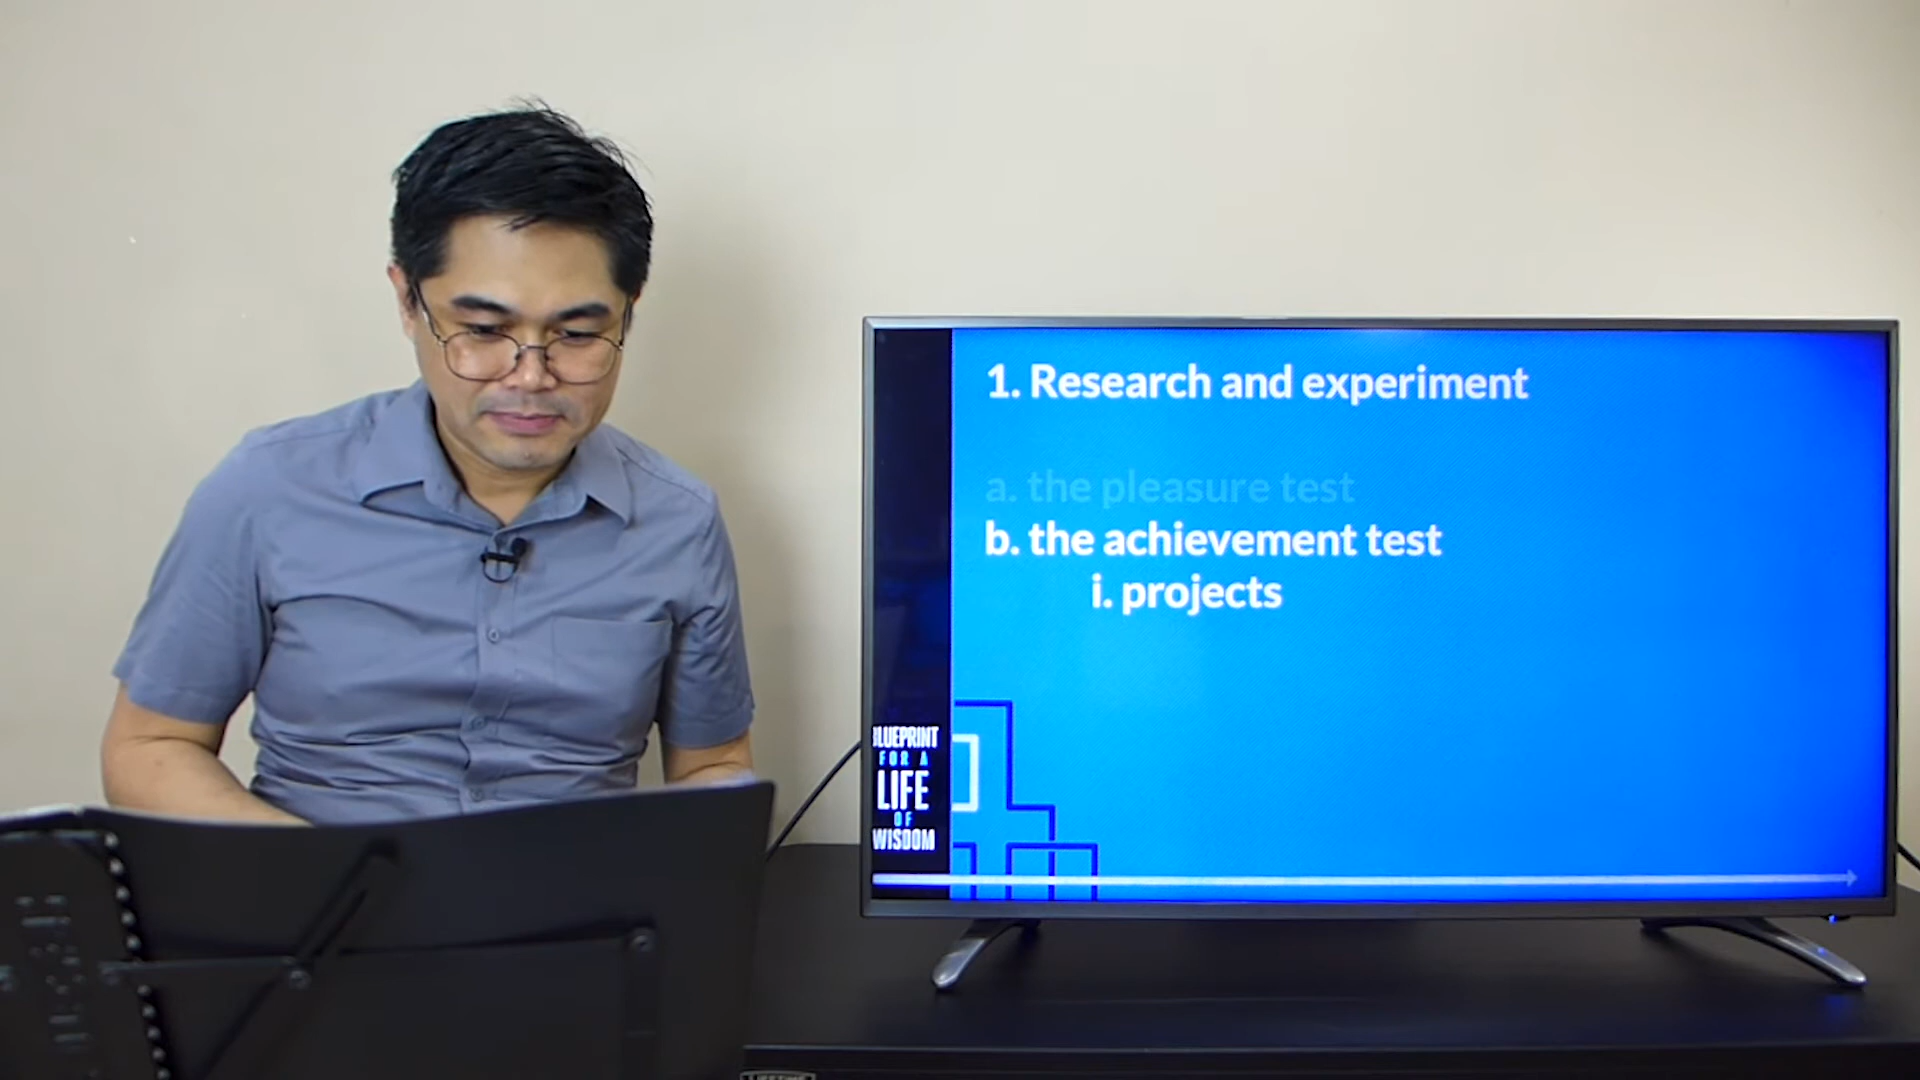 1. Research and experiment
a. the pleasure test
b. the achievement test
i. projects
BLUEPRINT
FOR A
LIFE
OF
WISDOM